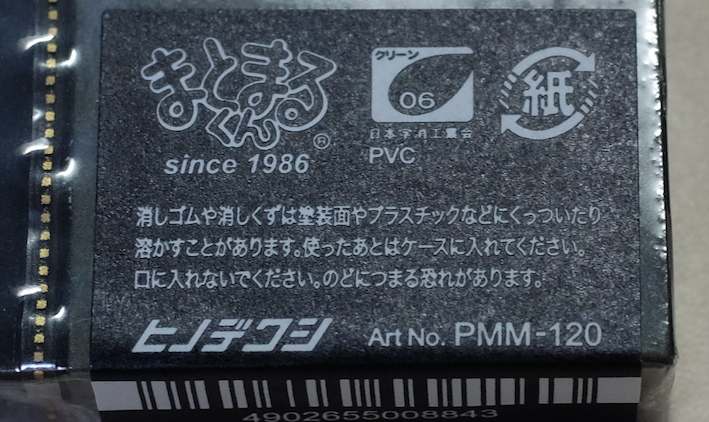 まとまるくん®
since 1986
クリーン
06
日本字消工業会
PVC
紙
消しゴムや消しくずは塗装面やプラスチックなどにくっついたり
溶かすことがあります。使ったあとはケースに入れてください。
口に入れないでください。のどにつまる恐れがあります。
ヒノデワシ
Art No. PMM-120
4902655008843